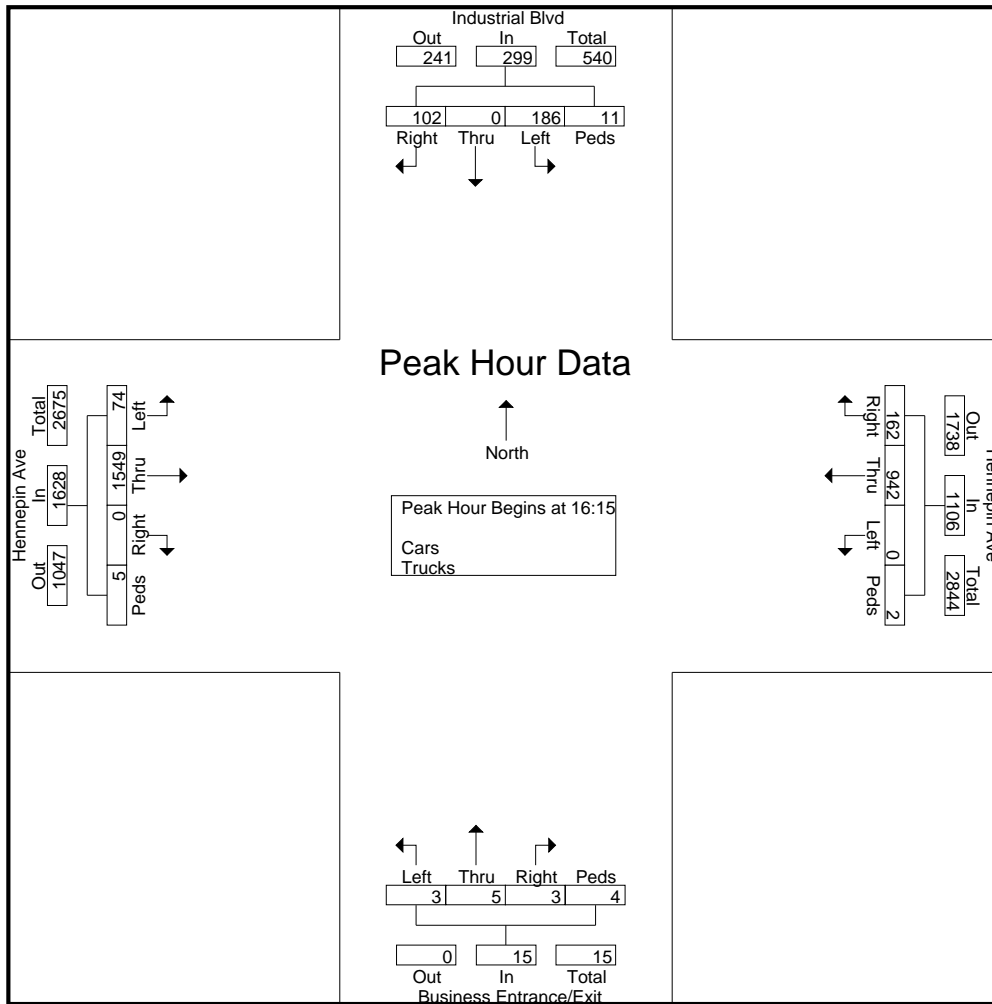 Industrial Blvd
Out In Total
241 299 540
102 0 186 11
Right Thru Left Peds
Peak Hour Data
North
Peak Hour Begins at 16:15
Cars
Trucks
Hennepin Ave
Total In Out
2675 1628 1047
74 1549 0 5
Left Thru Right Peds
Hennepin Ave
Out In Total
1738 1106 2844
162 942 0 2
Right Thru Left Peds
Left Thru Right Peds
3 5 3 4
0 15 15
Out In Total
Business Entrance/Exit